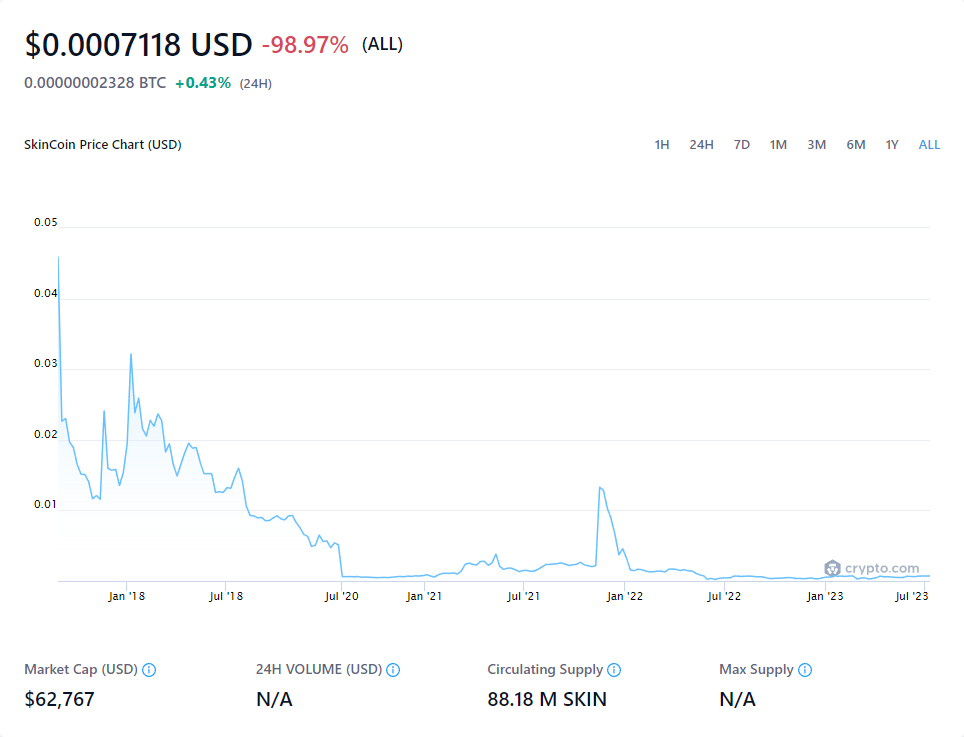 $0.0007118 USD -98.97% (ALL)
0.00000002328 BTC +0.43% (24H)
SkinCoin Price Chart (USD) 1H 24H 7D 1M 3M 6M 1Y ALL
0.05
0.04
0.03
0.02
0.01
crypto.com
Jan '18 Jul '18 Jul '20 Jan '21 Jul '21 Jan '22 Jul '22 Jan '23 Jul '23
Market Cap (USD) 24H VOLUME (USD) Circulating Supply Max Supply
$62,767 N/A 88.18 M SKIN N/A